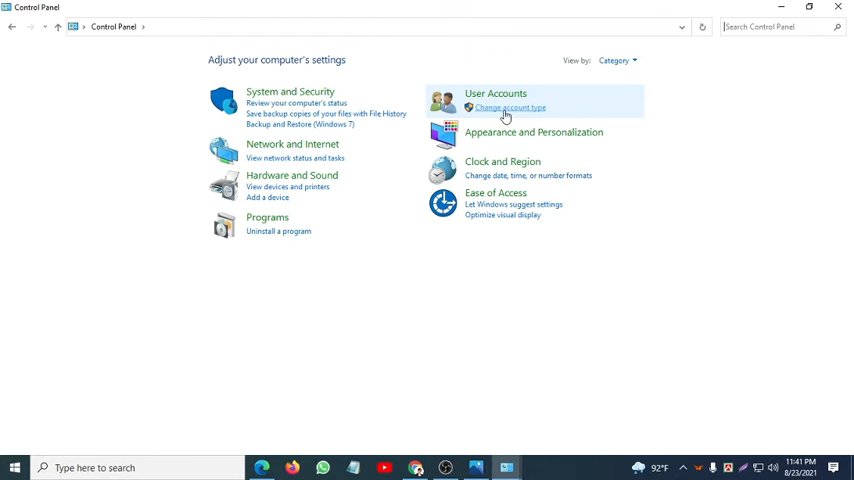 Control Panel
Control Panel
Search Control Panel
Adjust your computer's settings
View by: Category
System and Security
Review your computer's status
Save backup copies of your files with File History
Backup and Restore (Windows 7)
Network and Internet
View network status and tasks
Hardware and Sound
View devices and printers
Add a device
Programs
Uninstall a program
User Accounts
Change account type
Appearance and Personalization
Clock and Region
Change date, time, or number formats
Ease of Access
Let Windows suggest settings
Optimize visual display
Type here to search
92°F
11:41 PM
8/23/2021